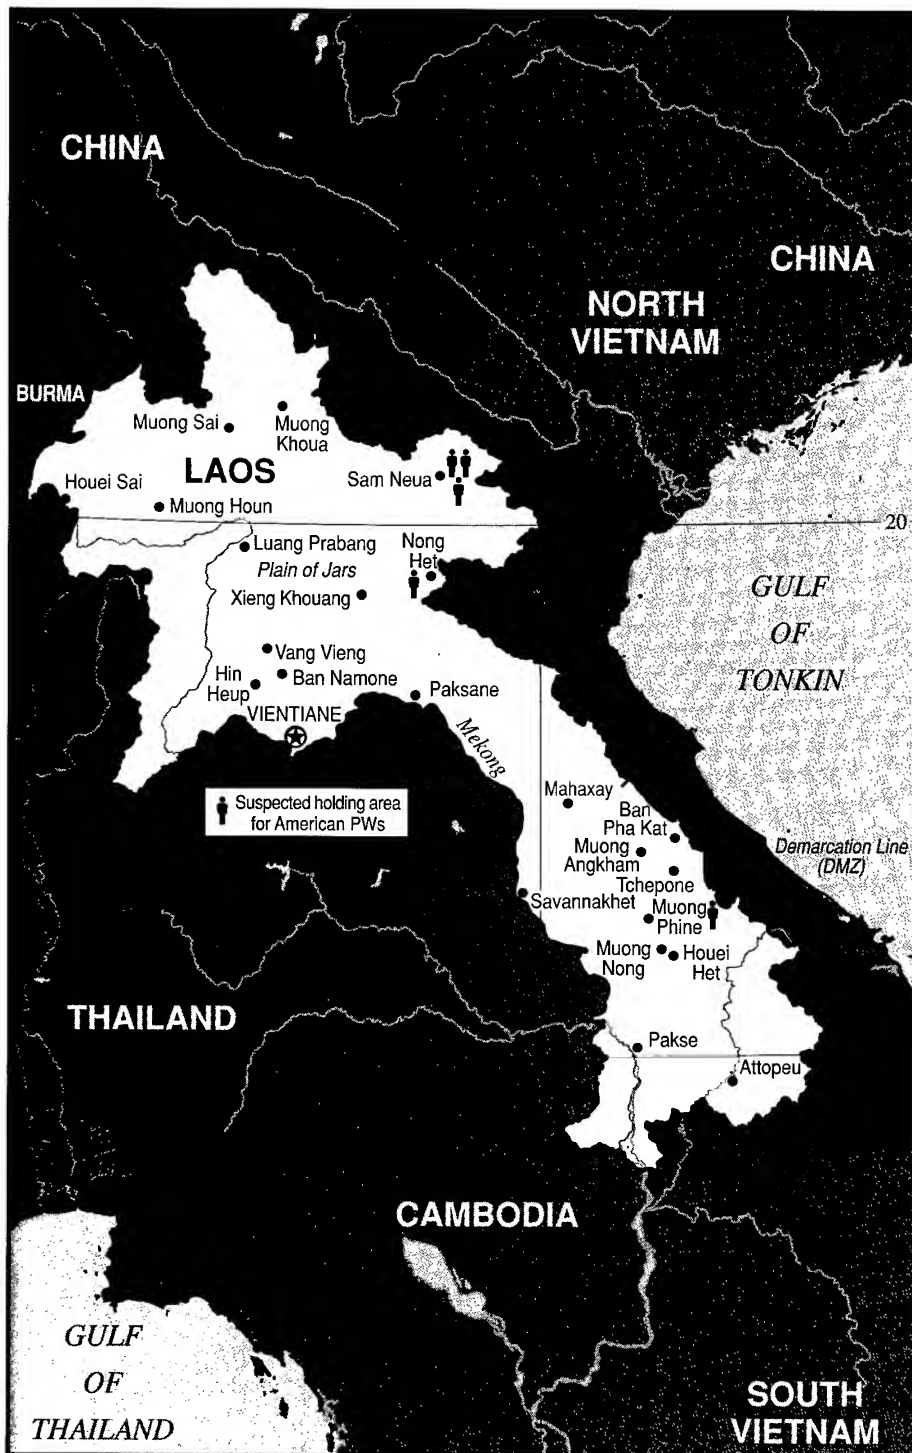 CHINA
CHINA
NORTH
VIETNAM
BURMA
Muong Sai
Muong
Khoua
LAOS
Sam Neua
Houei Sai
Muong Houn
20
Luang Prabang
Nong
Het
Plain of Jars
Xieng Khouang
GULF
OF
TONKIN
Vang Vieng
Hin
Heup
Ban Namone
Paksane
VIENTIANE
Mekong
Suspected holding area
for American PWs
Mahaxay
Ban
Pha Kat
Muong
Angkham
Demarcation Line
(DMZ)
Tchepone
Savannakhet
Muong
Phine
Muong
Nong
Houei
Het
THAILAND
Pakse
Attopeu
CAMBODIA
GULF
OF
THAILAND
SOUTH
VIETNAM